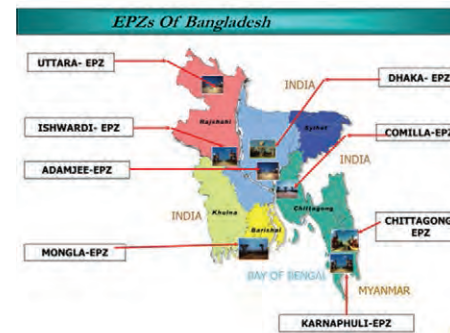 EPZs Of Bangladesh
UTTARA- EPZ
INDIA
DHAKA- EPZ
ISHWARDI- EPZ
Rajshahi
Sylhet
COMILLA-EPZ
ADAMJEE-EPZ
INDIA
INDIA
Khulna
Chittagong
Barishal
CHITTAGONG
EPZ
MONGLA-EPZ
BAY OF BENGAL
MYANMAR
KARNAPHULI-EPZ